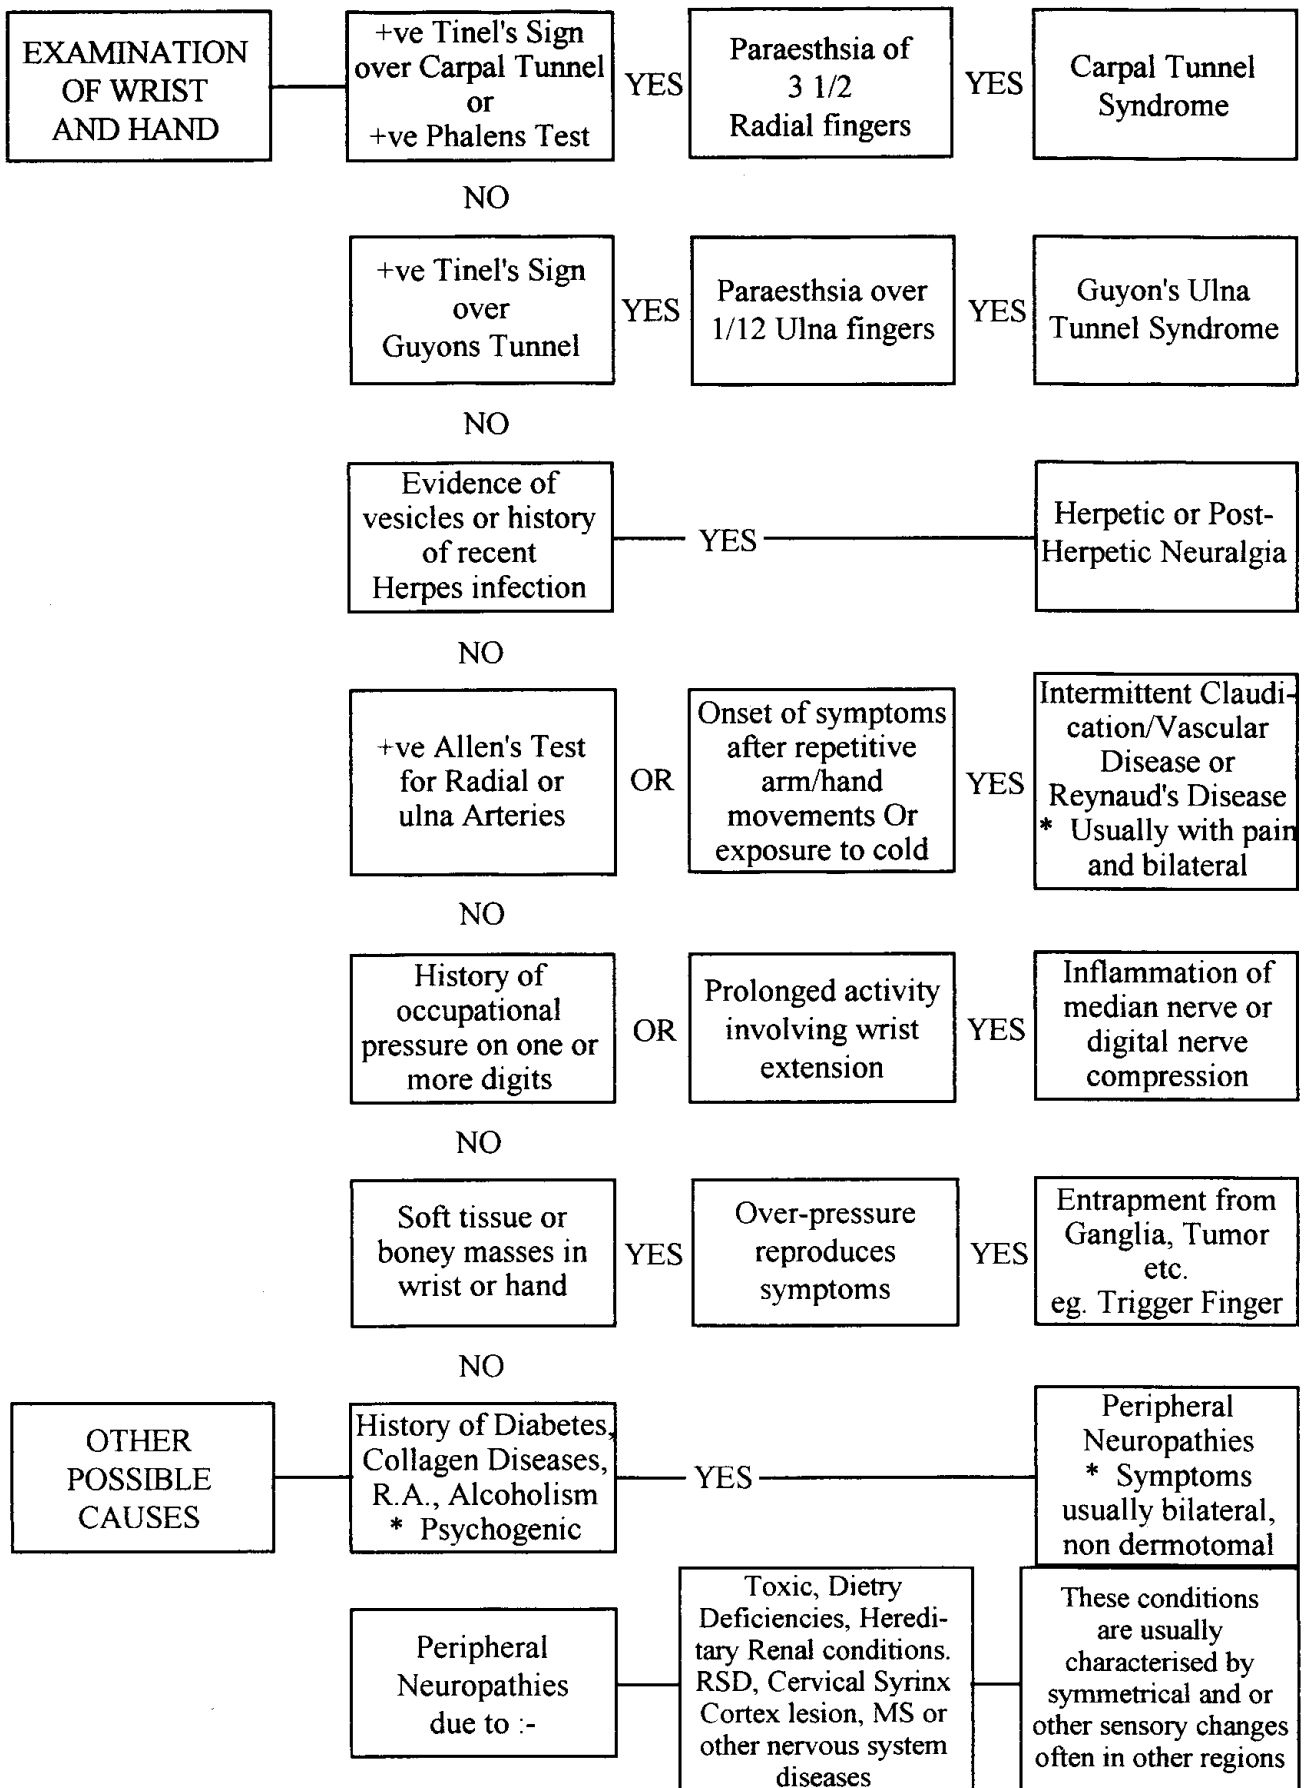 EXAMINATION
OF WRIST
AND HAND
+ve Tinel's Sign
over Carpal Tunnel
or
+ve Phalens Test
YES
Paraesthsia of
3 1/2
Radial fingers
YES
Carpal Tunnel
Syndrome
NO
+ve Tinel's Sign
over
Guyons Tunnel
YES
Paraesthsia over
1/12 Ulna fingers
YES
Guyon's Ulna
Tunnel Syndrome
NO
Evidence of
vesicles or history
of recent
Herpes infection
YES
Herpetic or Post-
Herpetic Neuralgia
NO
+ve Allen's Test
for Radial or
ulna Arteries
OR
Onset of symptoms
after repetitive
arm/hand
movements Or
exposure to cold
YES
Intermittent Claudi-
cation/Vascular
Disease or
Reynaud's Disease
* Usually with pain
and bilateral
NO
History of
occupational
pressure on one or
more digits
OR
Prolonged activity
involving wrist
extension
YES
Inflammation of
median nerve or
digital nerve
compression
NO
Soft tissue or
boney masses in
wrist or hand
YES
Over-pressure
reproduces
symptoms
YES
Entrapment from
Ganglia, Tumor
etc.
eg. Trigger Finger
NO
OTHER
POSSIBLE
CAUSES
History of Diabetes,
Collagen Diseases,
R.A., Alcoholism
* Psychogenic
YES
Peripheral
Neuropathies
* Symptoms
usually bilateral,
non dermotomal
Peripheral
Neuropathies
due to :-
Toxic, Dietry
Deficiencies, Heredi-
tary Renal conditions.
RSD, Cervical Syrinx
Cortex lesion, MS or
other nervous system
diseases
These conditions
are usually
characterised by
symmetrical and or
other sensory changes
often in other regions